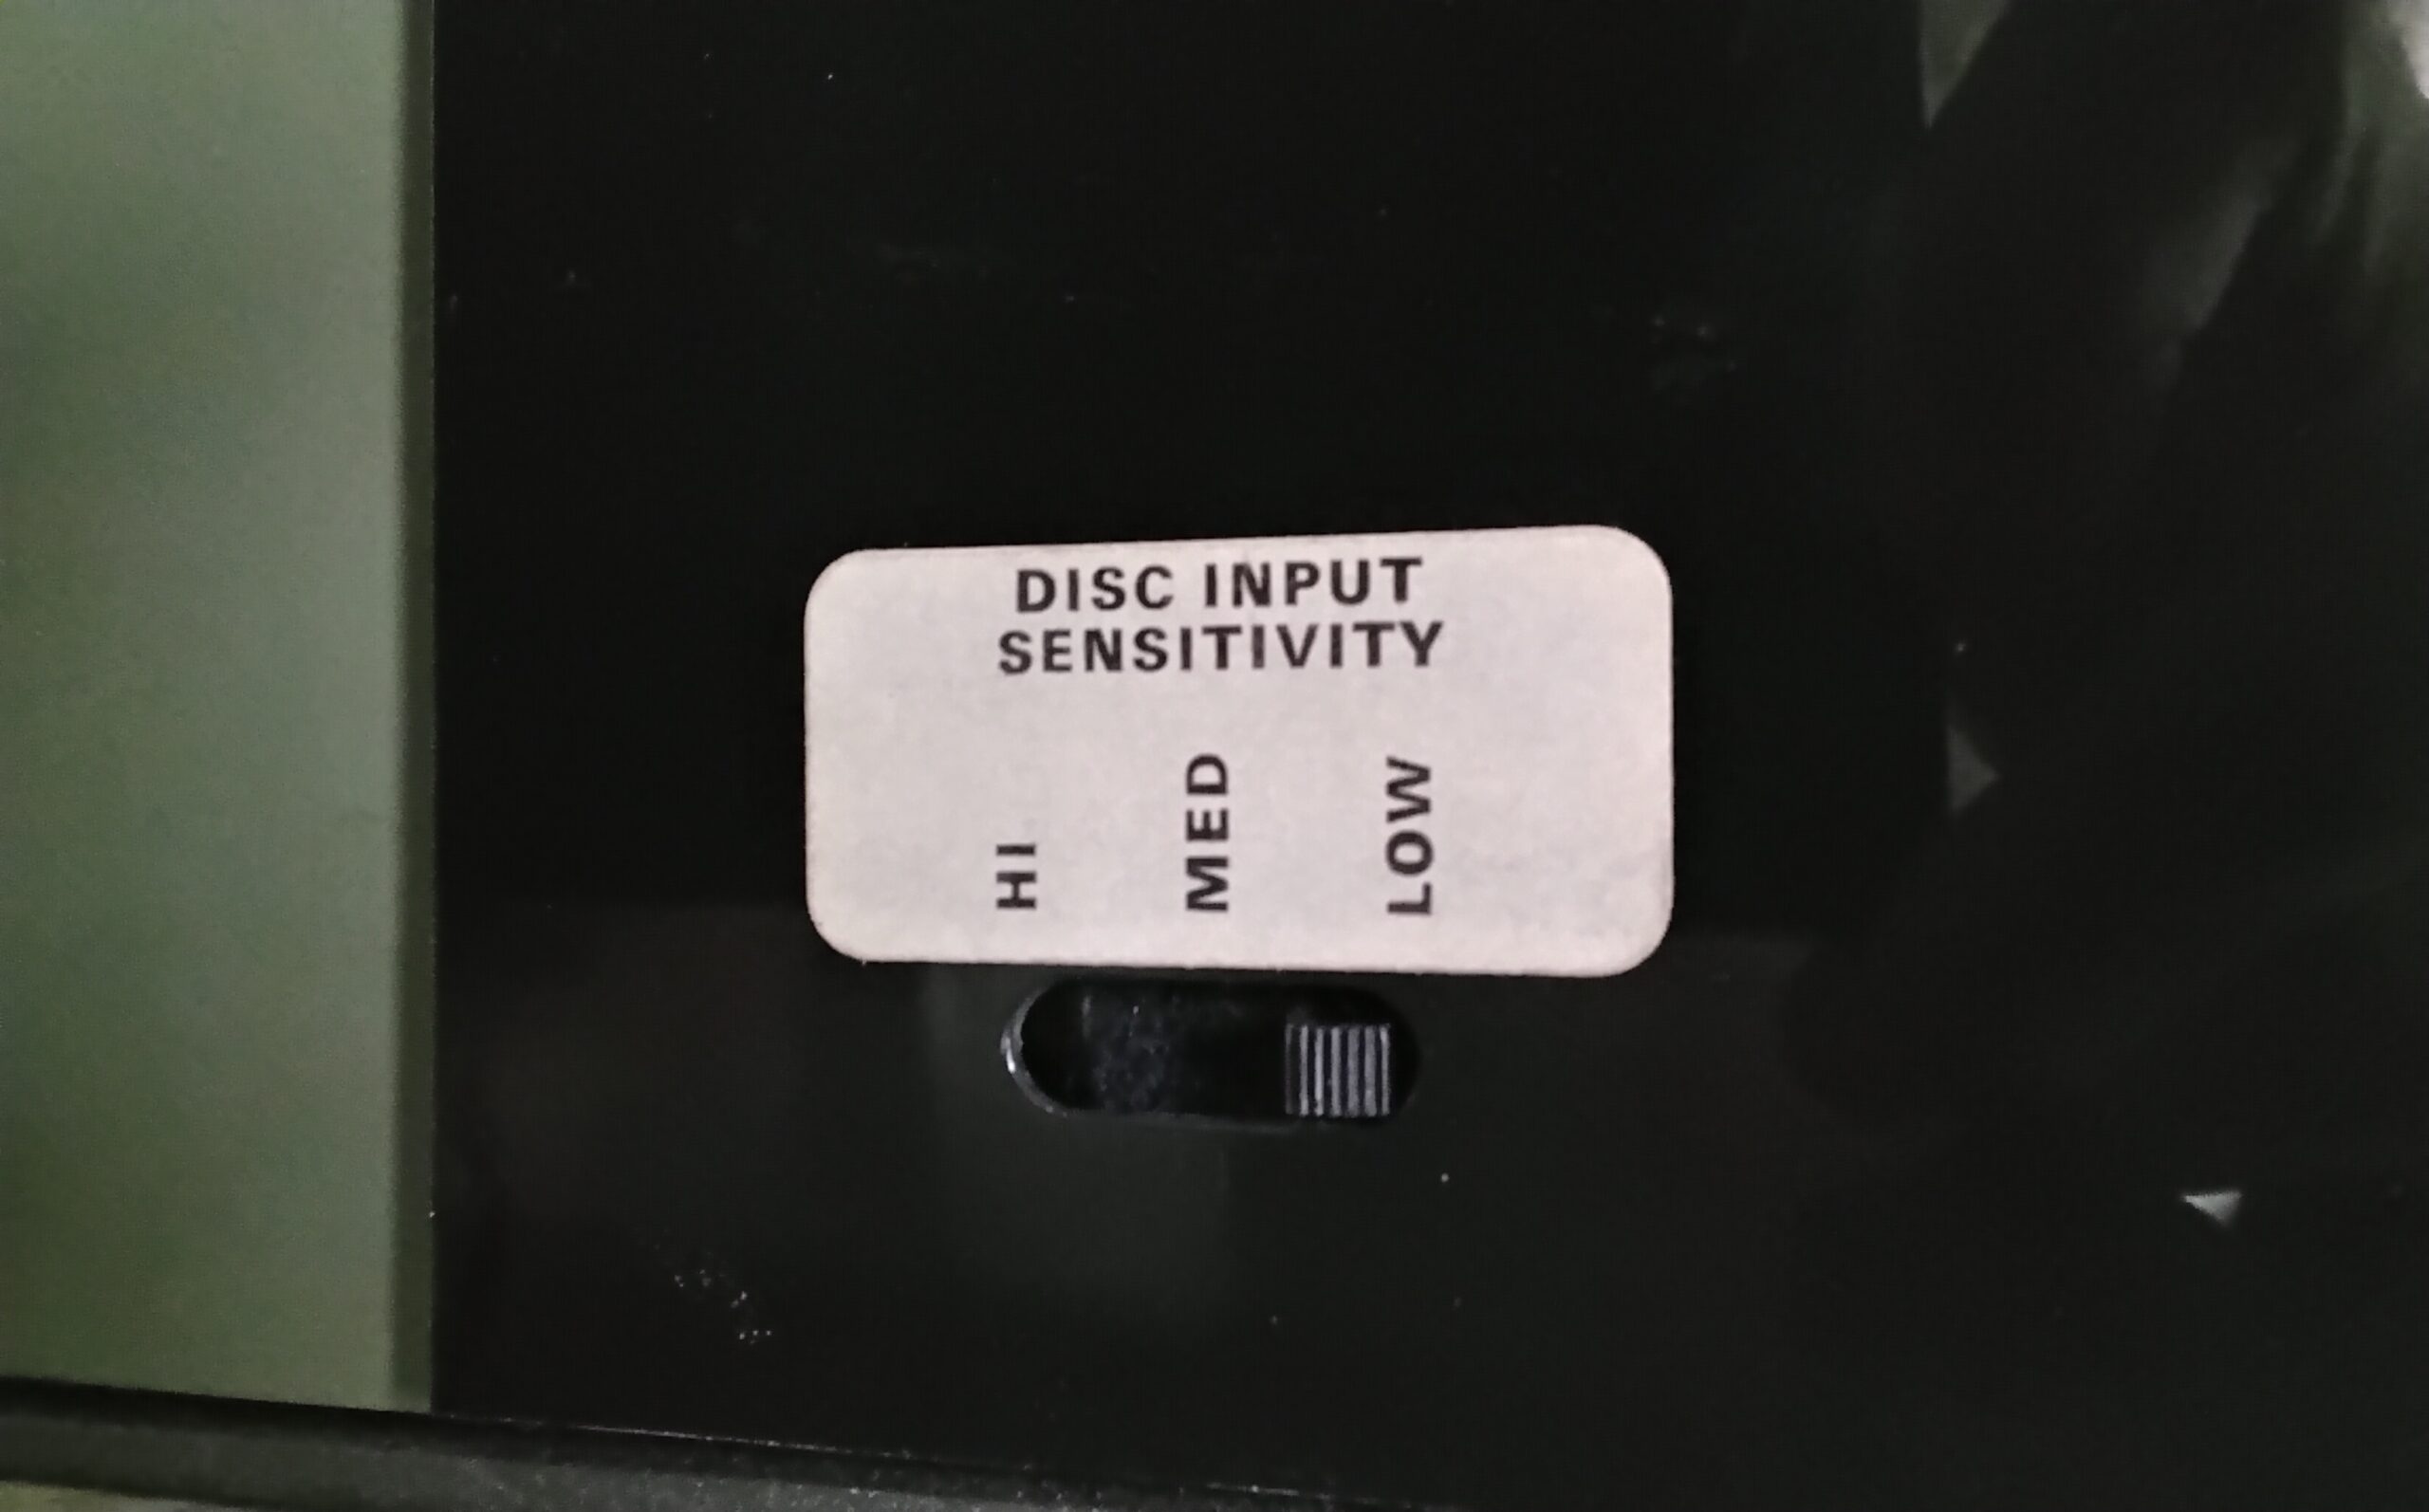 DISC INPUT
SENSITIVITY
HI
MED
LOW